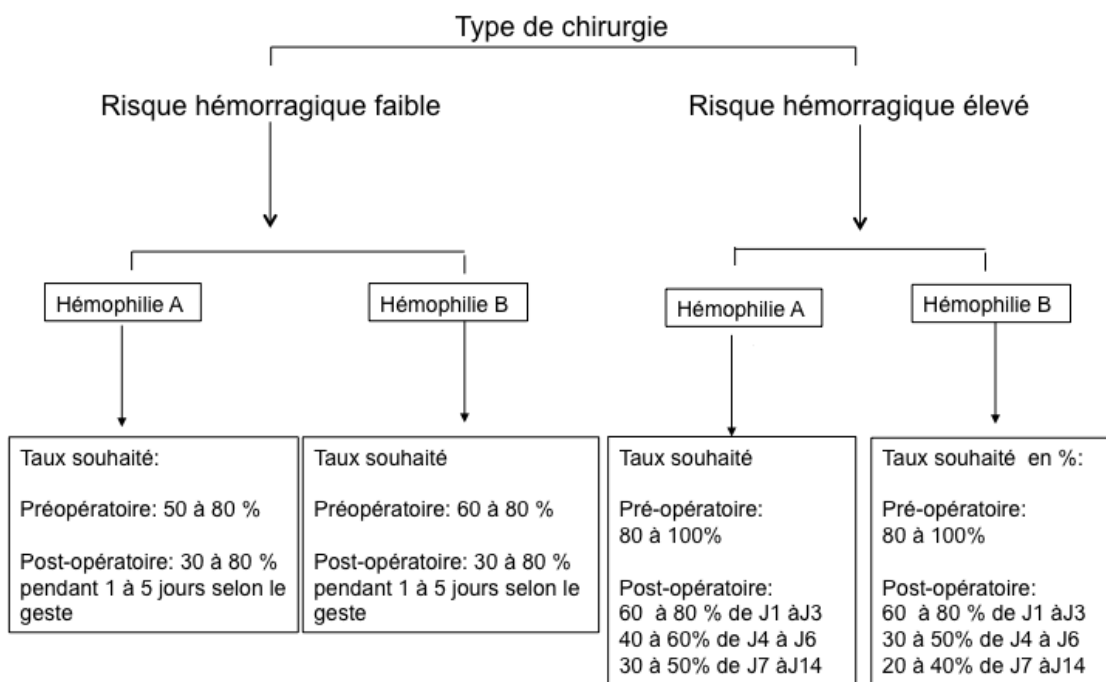 Type de chirurgie
Risque hémorragique faible
Risque hémorragique élevé
Hémophilie A
Hémophilie B
Hémophilie A
Hémophilie B
Taux souhaité:
Préopératoire: 50 à 80 %
Post-opératoire: 30 à 80 %
pendant 1 à 5 jours selon le
geste
Taux souhaité
Préopératoire: 60 à 80 %
Post-opératoire: 30 à 80 %
pendant 1 à 5 jours selon le
geste
Taux souhaité
Pré-opératoire:
80 à 100%
Post-opératoire:
60 à 80 % de J1 àJ3
40 à 60% de J4 à J6
30 à 50% de J7 àJ14
Taux souhaité en %:
Pré-opératoire:
80 à 100%
Post-opératoire:
60 à 80 % de J1 àJ3
30 à 50% de J4 à J6
20 à 40% de J7 àJ14